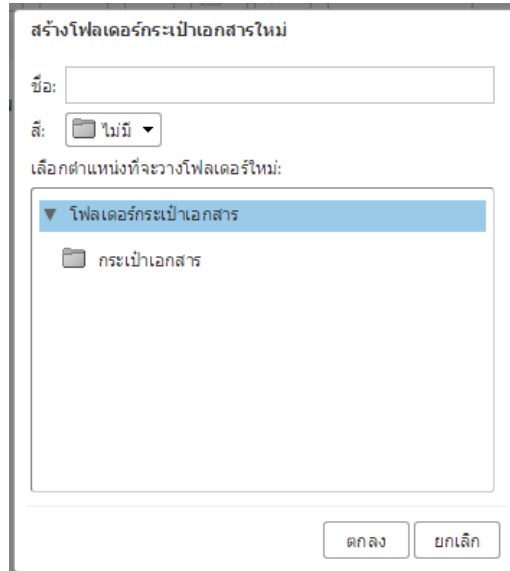 สร้างโฟลเดอร์กระเป๋าเอกสารใหม่
ชื่อ:
สี: ไม่มี
เลือกตำแหน่งที่จะวางโฟลเดอร์ใหม่:
โฟลเดอร์กระเป๋าเอกสาร
กระเป๋าเอกสาร
ตกลง ยกเลิก